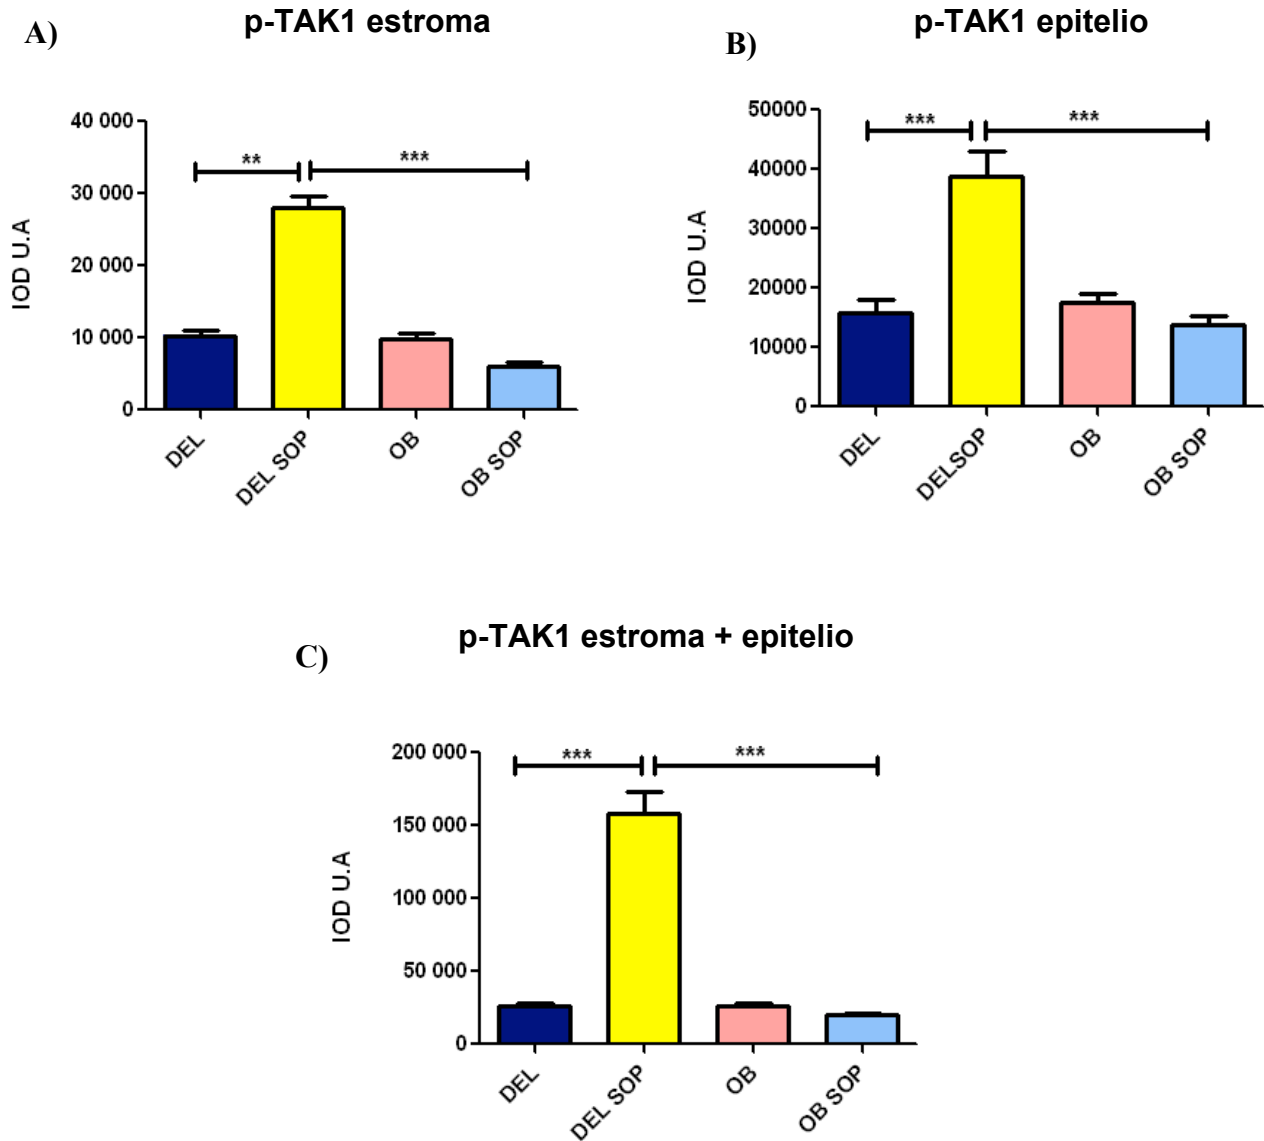 A)
p-TAK1 estroma
IOD U.A
40 000
30 000
20 000
10 000
0
**
***
DEL
DEL SOP
OB
OB SOP
B)
p-TAK1 epitelio
IOD U.A
50000
40000
30000
20000
10000
0
***
***
DEL
DELSOP
OB
OB SOP
C)
p-TAK1 estroma + epitelio
IOD U.A
200 000
150 000
100 000
50 000
0
***
***
DEL
DEL SOP
OB
OB SOP